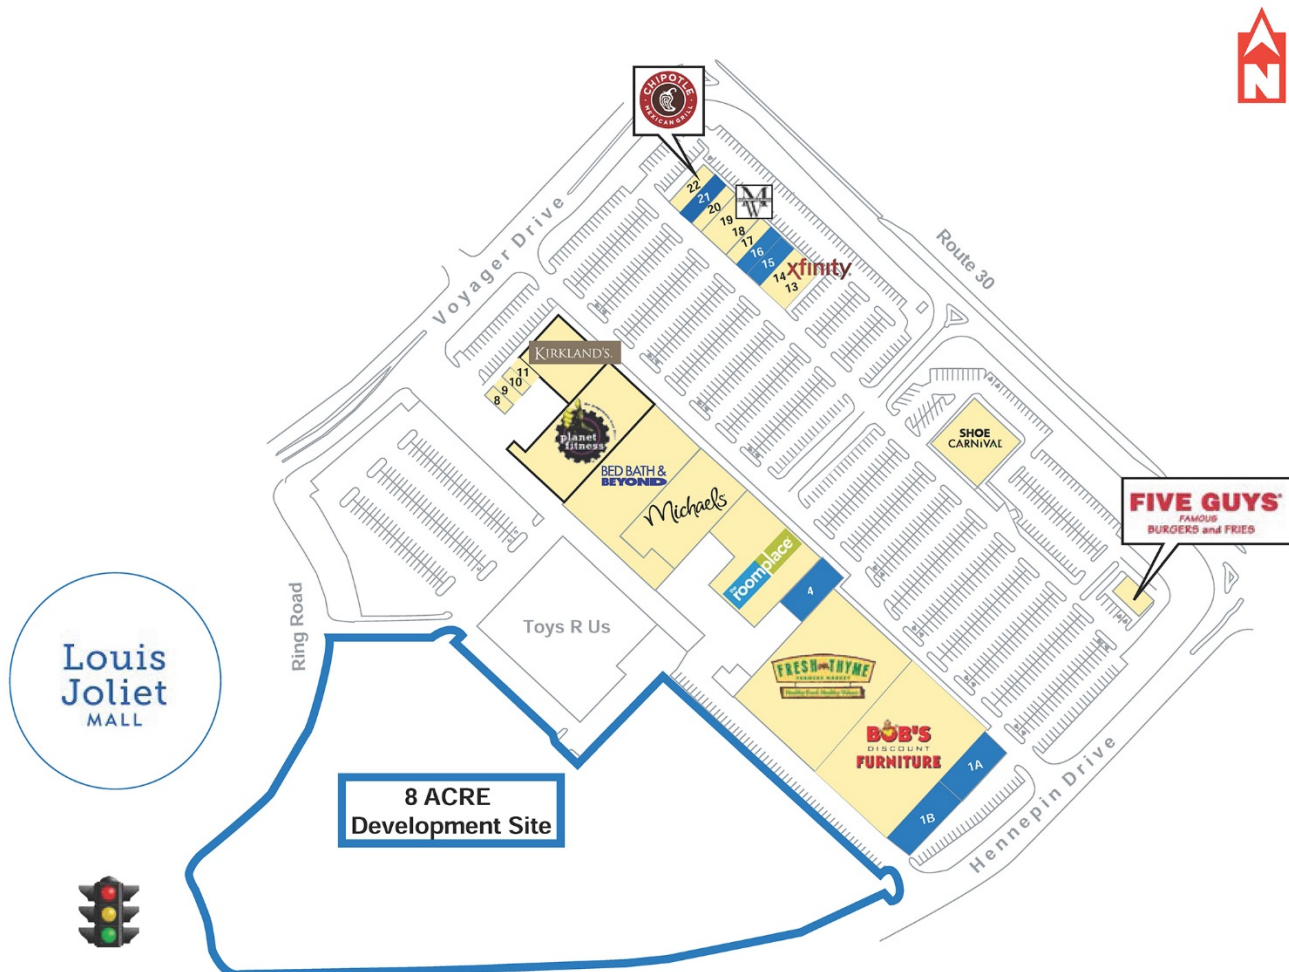 N
CHIPOTLE
MEXICAN GRILL
22
21
20
19
18
17
16
15
14
13
M
W
xfinity
Route 30
Voyager Drive
KIRKLAND'S.
11
10
9
8
planet
fitness
BED BATH &
BEYOND
Michaels
the
roomplace
4
SHOE
CARNIVAL
FIVE GUYS
FAMOUS
BURGERS and FRIES
Toys R Us
Ring Road
Louis
Joliet
MALL
FRESH THYME
FARMERS MARKET
BOB'S
DISCOUNT
FURNITURE
1A
1B
Hennepin Drive
8 ACRE
Development Site